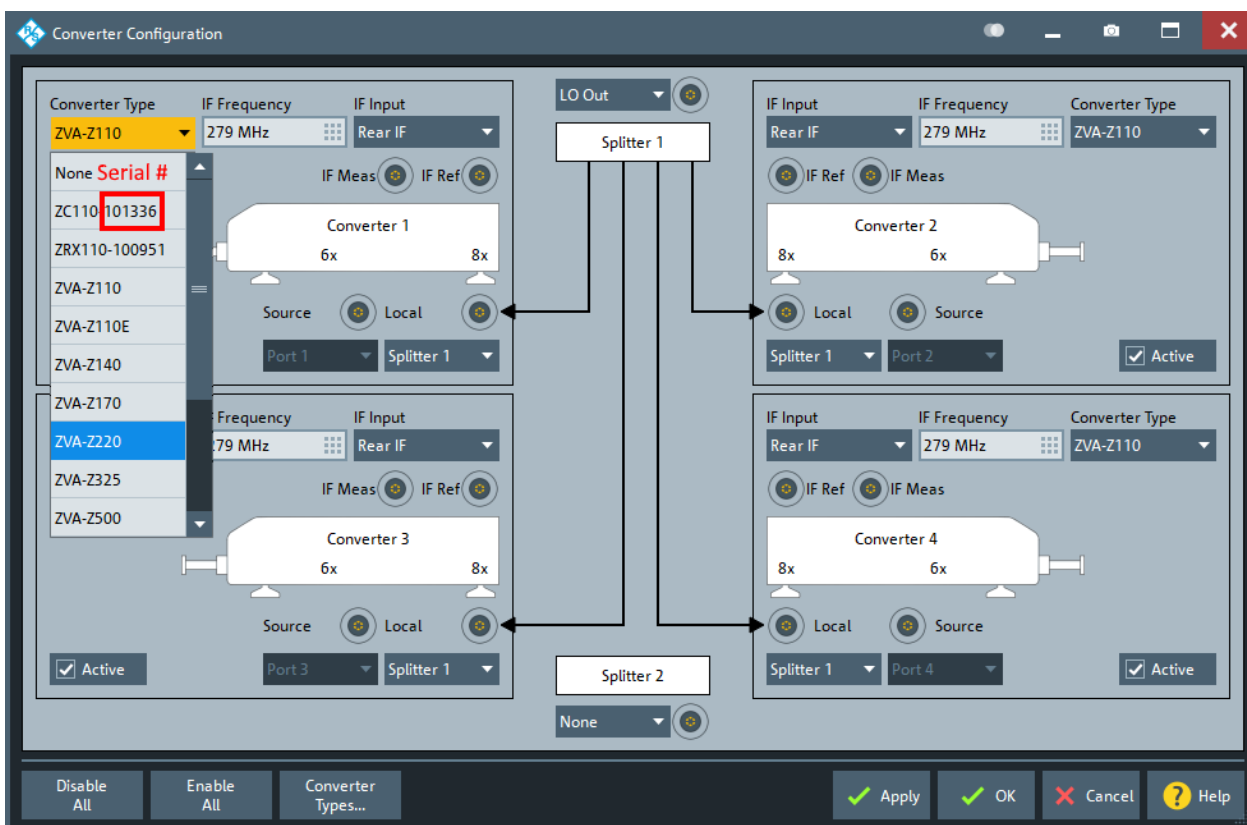 Converter Configuration
Converter Type IF Frequency IF Input
ZVA-Z110 279 MHz Rear IF
None Serial #
ZC110-101336
ZRX110-100951
ZVA-Z110
ZVA-Z110E
ZVA-Z140
ZVA-Z170
ZVA-Z220
ZVA-Z325
ZVA-Z500
IF Meas IF Ref
Converter 1
6x 8x
Source Local
Port 1 Splitter 1
LO Out
Splitter 1
IF Input IF Frequency Converter Type
Rear IF 279 MHz ZVA-Z110
IF Ref IF Meas
Converter 2
8x 6x
Local Source
Splitter 1 Port 2 Active
Frequency IF Input
279 MHz Rear IF
IF Meas IF Ref
Converter 3
6x 8x
Source Local
Active Port 3 Splitter 1
Splitter 2
None
IF Input IF Frequency Converter Type
Rear IF 279 MHz ZVA-Z110
IF Ref IF Meas
Converter 4
8x 6x
Local Source
Splitter 1 Port 4 Active
Disable
All
Enable
All
Converter
Types...
Apply
OK
Cancel
? Help